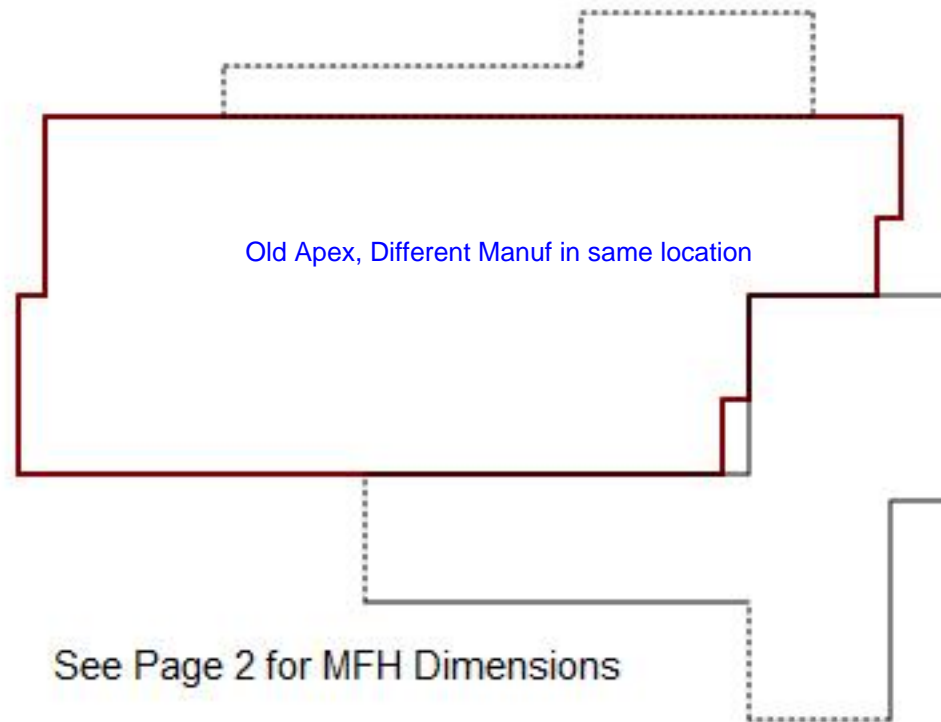 Old Apex, Different Manuf in same location
See Page 2 for MFH Dimensions